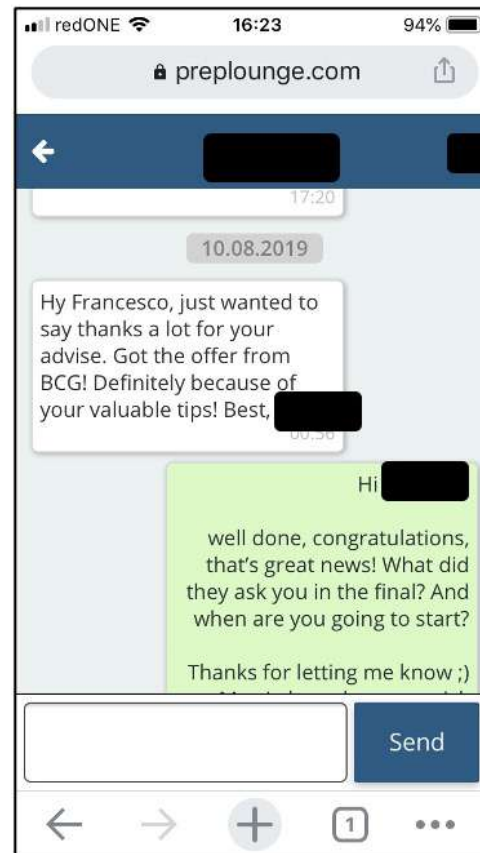 redONE 16:23 94%
preplounge.com
17:20
10.08.2019
Hy Francesco, just wanted to
say thanks a lot for your
advise. Got the offer from
BCG! Definitely because of
your valuable tips! Best,
00:56
Hi
well done, congratulations,
that's great news! What did
they ask you in the final? And
when are you going to start?
Thanks for letting me know ;)
Send
1